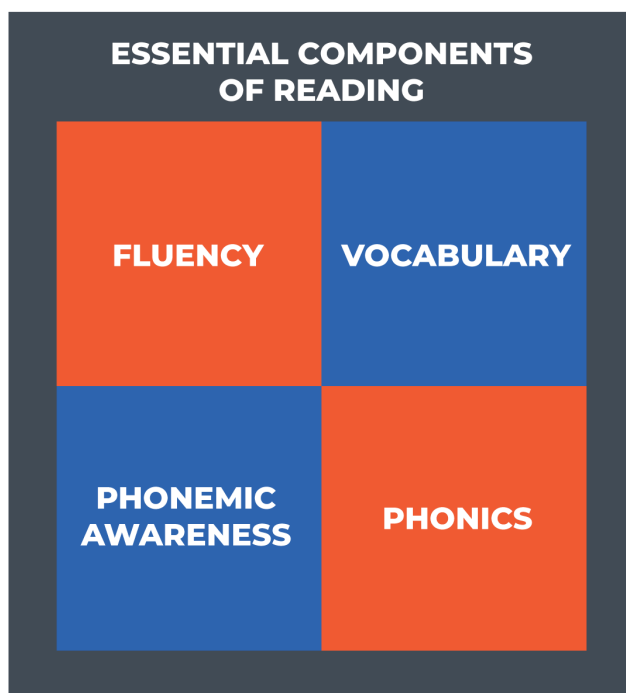 ESSENTIAL COMPONENTS
OF READING
FLUENCY
VOCABULARY
PHONEMIC
AWARENESS
PHONICS